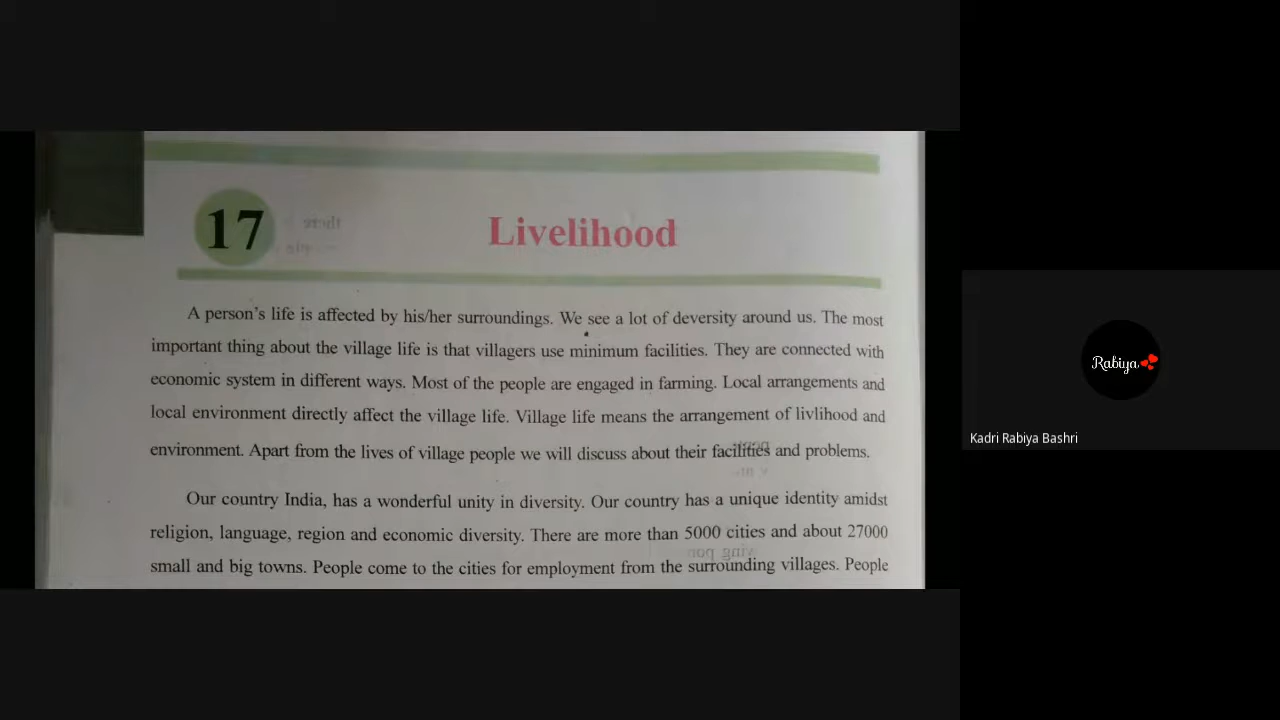 17
Livelihood
A person's life is affected by his/her surroundings. We see a lot of deversity around us. The most
important thing about the village life is that villagers use minimum facilities. They are connected with
economic system in different ways. Most of the people are engaged in farming. Local arrangements and
local environment directly affect the village life. Village life means the arrangement of livlihood and
environment. Apart from the lives of village people we will discuss about their facilities and problems.
Our country India, has a wonderful unity in diversity. Our country has a unique identity amidst
religion, language, region and economic diversity. There are more than 5000 cities and about 27000
small and big towns. People come to the cities for employment from the surrounding villages. People
Rabiya
Kadri Rabiya Bashri